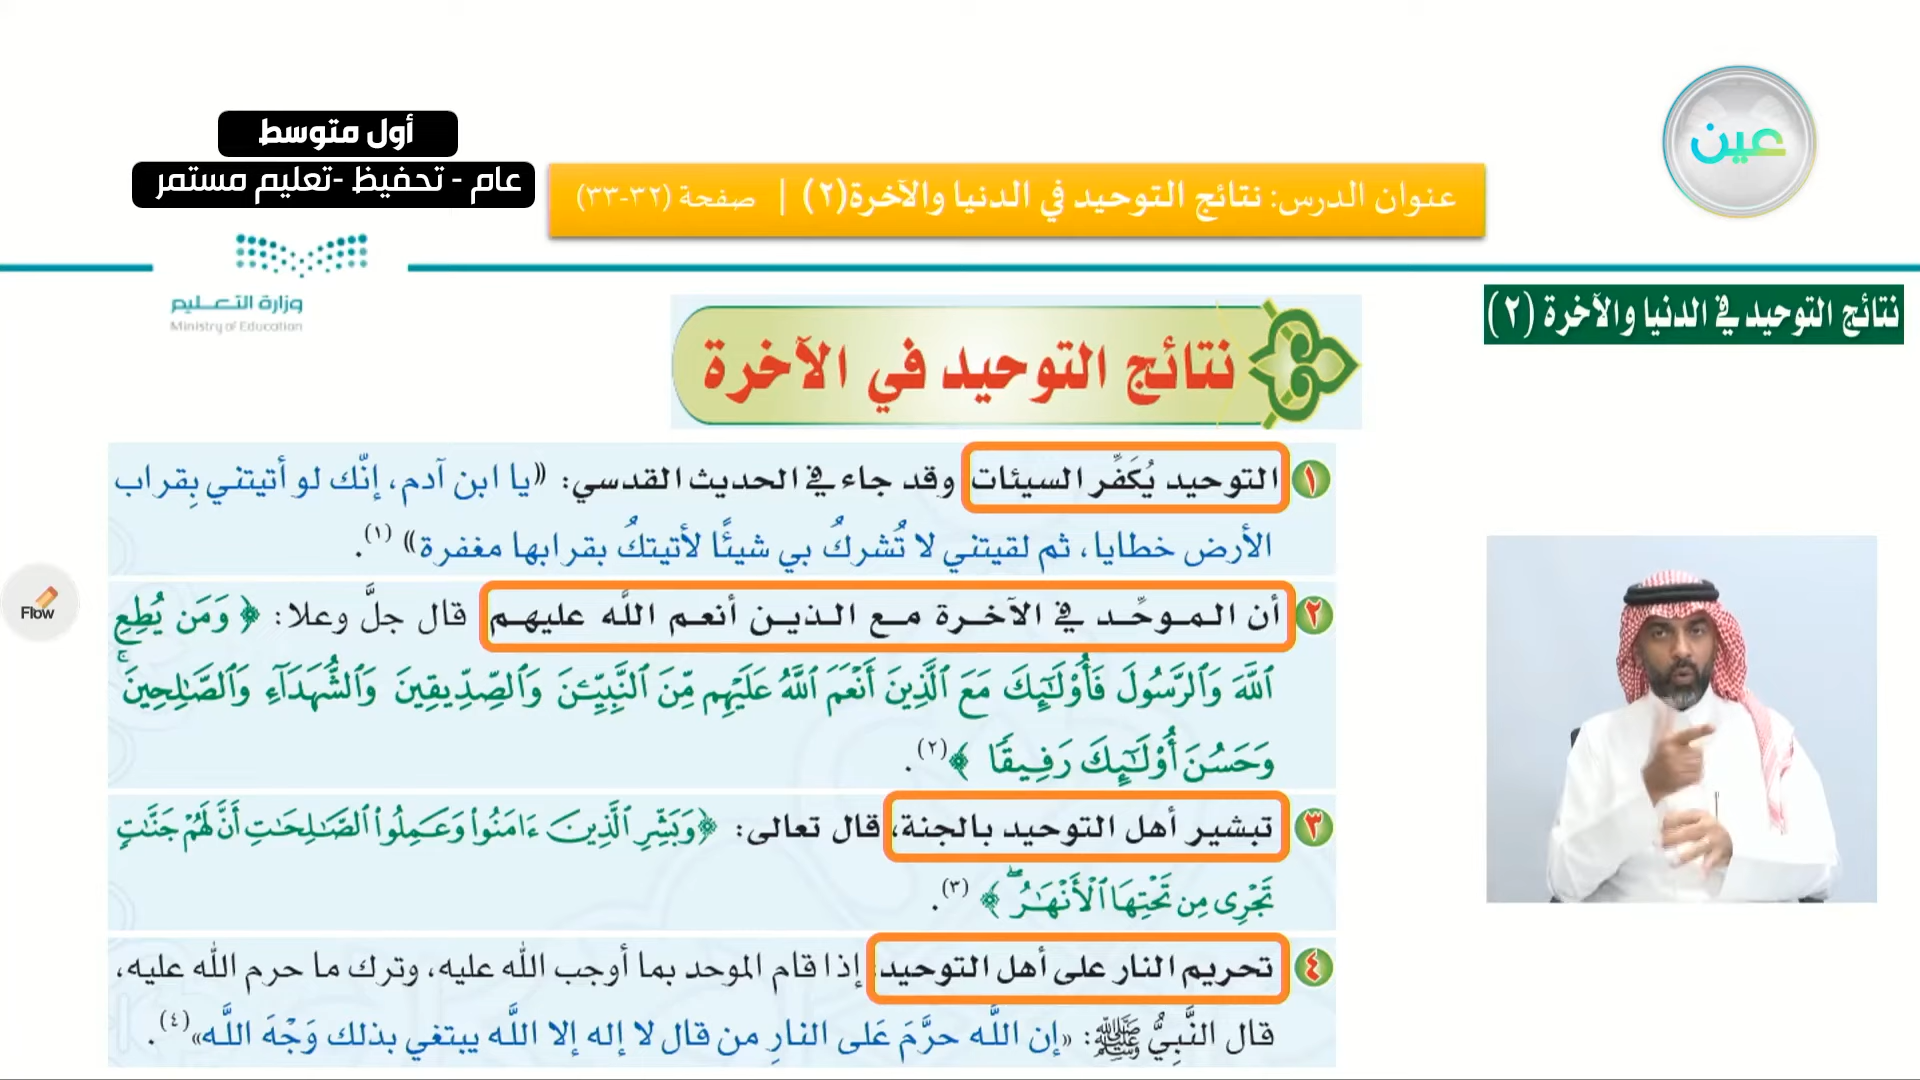 عين
أول متوسط
عام - تحفيظ -تعليم مستمر
عنوان الدرس: نتائج التوحيد في الدنيا والآخرة(٢) | صفحة (٣٢-٣٣)
وزارة التعليم
Ministry of Education
نتائج التوحيد في الدنيا والآخرة (٢)
نتائج التوحيد في الآخرة
١ التوحيد يُكَفِّر السيئات وقد جاء في الحديث القدسي: «يا ابن آدم، إنّك لو أتيتني بِقراب
الأرض خطايا، ثم لقيتني لا تُشركُ بي شيئًا لأتيتكُ بقرابها مغفرة» (١).
٢ أن الموحِّد في الآخرة مع الذين أنعم الله عليهم قال جلَّ وعلا: ﴿ وَمَن يُطِعِ
ٱللَّهَ وَٱلرَّسُولَ فَأُوْلَٰٓئِكَ مَعَ ٱلَّذِينَ أَنْعَمَ ٱللَّهُ عَلَيْهِم مِّنَ ٱلنَّبِيِّـۧنَ وَٱلصِّدِّيقِينَ وَٱلشُّهَدَآءِ وَٱلصَّٰلِحِينَۚ
وَحَسُنَ أُوْلَٰٓئِكَ رَفِيقًا ﴾ (٢).
٣ تبشير أهل التوحيد بالجنة، قال تعالى: ﴿وَبَشِّرِ ٱلَّذِينَ ءَامَنُوا۟ وَعَمِلُوا۟ ٱلصَّٰلِحَٰتِ أَنَّ لَهُمْ جَنَّٰتٍ
تَجْرِى مِن تَحْتِهَا ٱلْأَنْهَٰرُۖ ﴾ (٣).
٤ تحريم النار على أهل التوحيد: إذا قام الموحد بما أوجب الله عليه، وترك ما حرم الله عليه،
قال النَّبِيُّ ﷺ: «إن اللَّه حرَّمَ عَلى النارِ من قال لا إله إلا اللَّه يبتغي بذلك وَجْهَ اللَّه» (٤).
Flow